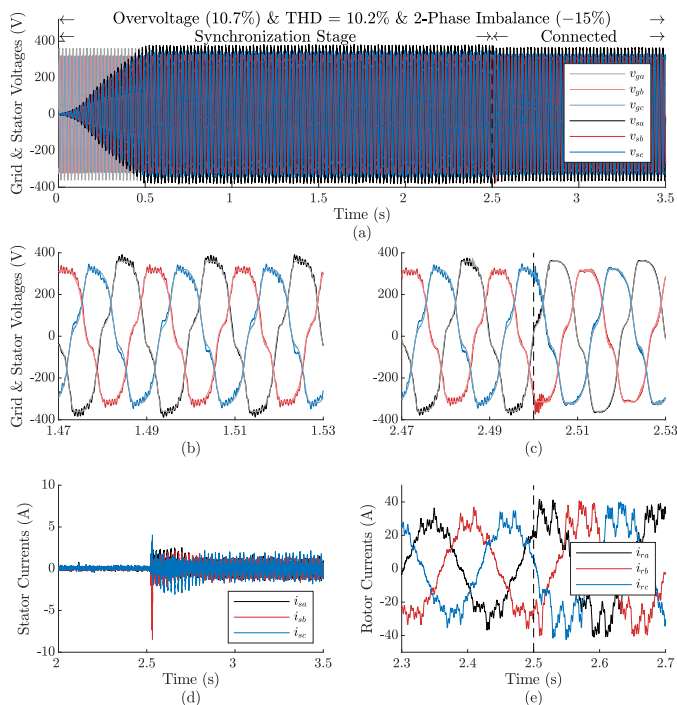 Overvoltage (10.7%) & THD = 10.2% & 2-Phase Imbalance (−15%)
Synchronization Stage
Connected
Grid & Stator Voltages (V)
400
200
0
-200
-400
v_ga
v_gb
v_gc
v_sa
v_sb
v_sc
0 0.5 1 1.5 2 2.5 3 3.5
Time (s)
(a)
Grid & Stator Voltages (V)
400
200
0
-200
-400
1.47 1.49 1.51 1.53
(b)
400
200
0
-200
-400
2.47 2.49 2.51 2.53
(c)
Stator Currents (A)
10
5
0
-5
-10
i_sa
i_sb
i_sc
2 2.5 3 3.5
Time (s)
(d)
Rotor Currents (A)
40
20
0
-20
-40
i_ra
i_rb
i_rc
2.3 2.4 2.5 2.6 2.7
Time (s)
(e)